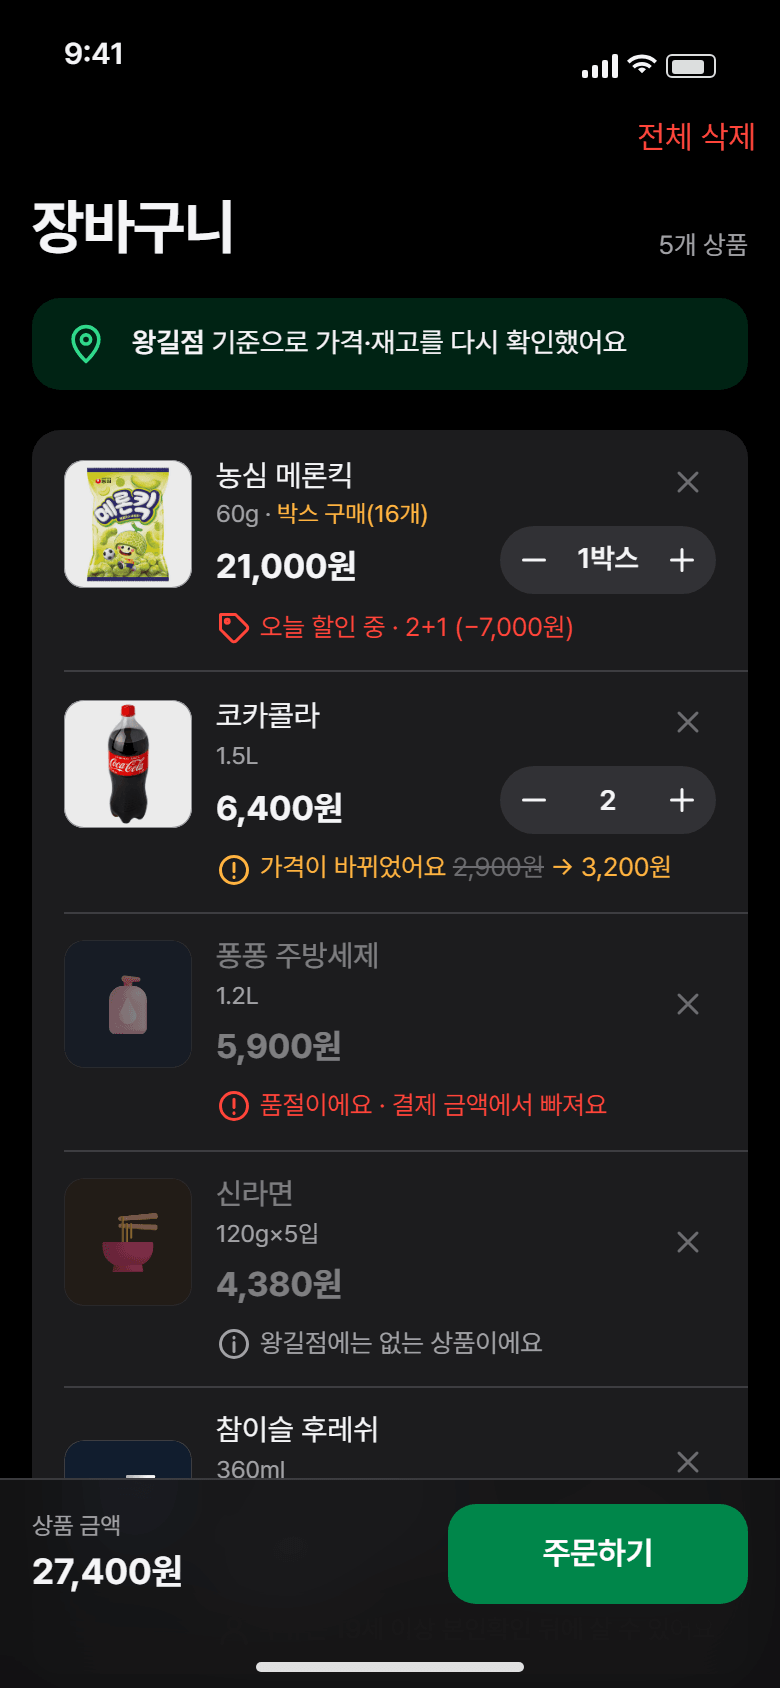 9:41
전체 삭제
장바구니
5개 상품
왕길점 기준으로 가격·재고를 다시 확인했어요
농심 메론킥
60g · 박스 구매(16개)
21,000원
1박스
오늘 할인 중 · 2+1 (−7,000원)
메론킥
코카콜라
1.5L
6,400원
2
가격이 바뀌었어요 2,900원 → 3,200원
Coca-Cola
퐁퐁 주방세제
1.2L
5,900원
품절이에요 · 결제 금액에서 빠져요
신라면
120g×5입
4,380원
왕길점에는 없는 상품이에요
참이슬 후레쉬
360ml
상품 금액
27,400원
주문하기